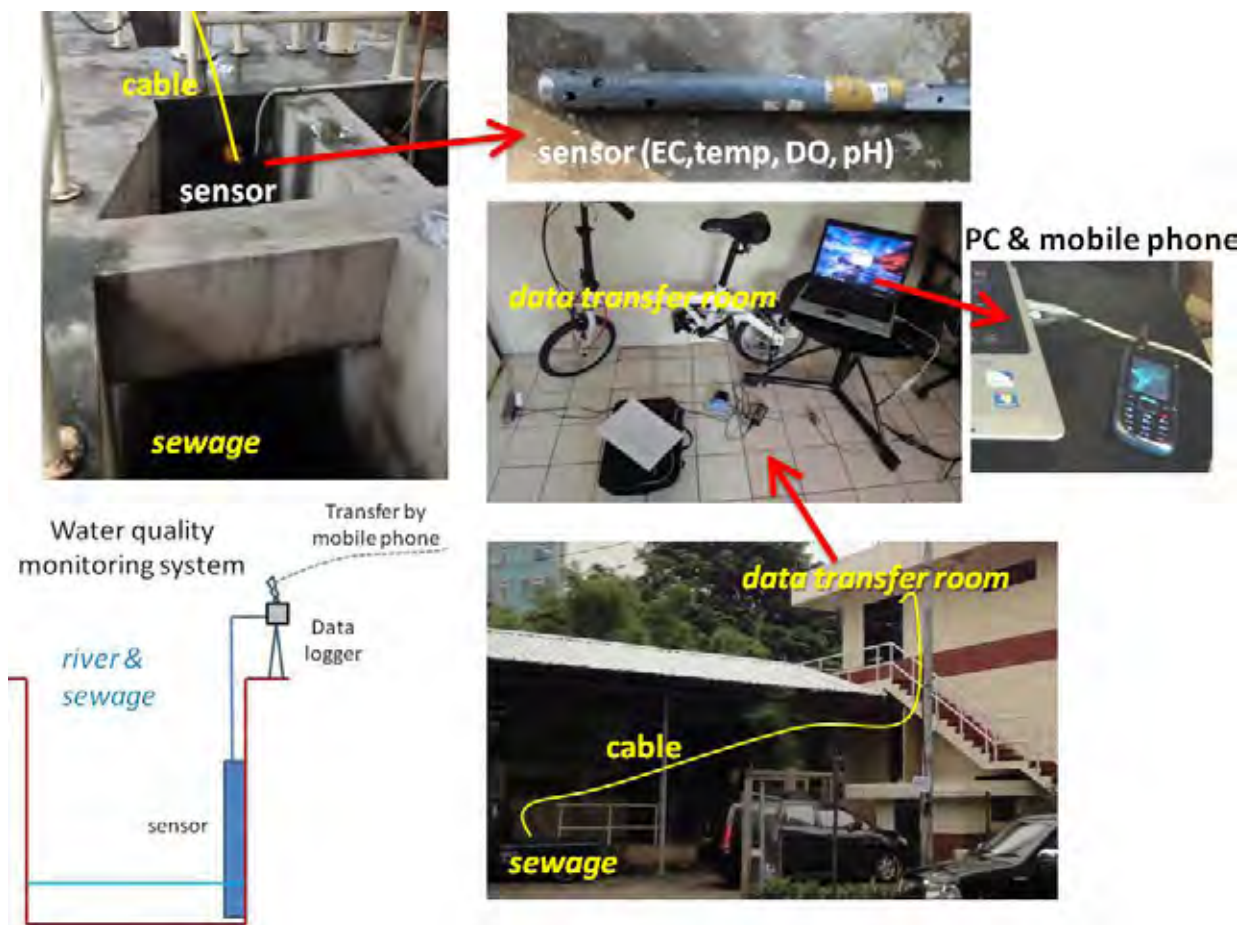 cable
sensor
sewage
sensor (EC,temp, DO, pH)
data transfer room
PC & mobile phone
Water quality
monitoring system
Transfer by
mobile phone
Data
logger
river &
sewage
sensor
data transfer room
cable
sewage